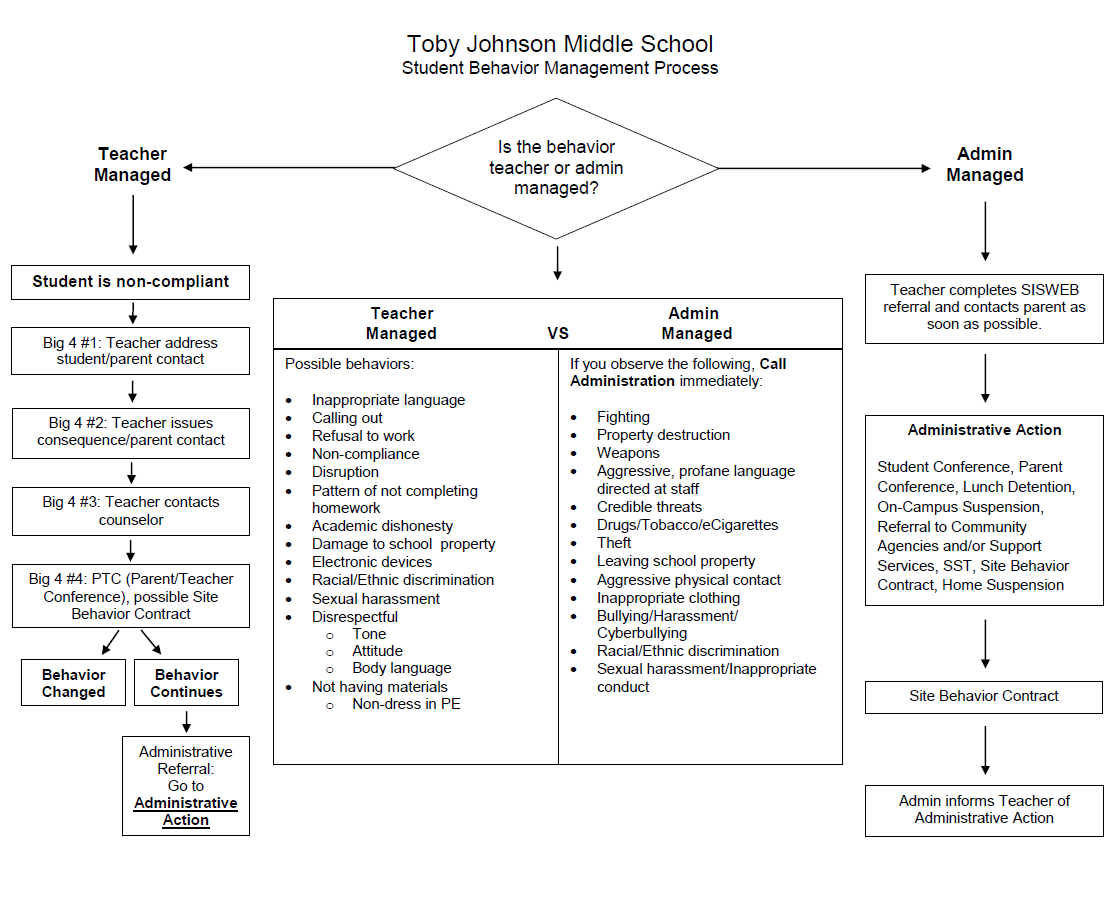 Toby Johnson Middle School
Student Behavior Management Process
Is the behavior
teacher or admin
managed?
Teacher
Managed
Admin
Managed
Student is non-compliant
Big 4 #1: Teacher address
student/parent contact
Big 4 #2: Teacher issues
consequence/parent contact
Big 4 #3: Teacher contacts
counselor
Big 4 #4: PTC (Parent/Teacher
Conference), possible Site
Behavior Contract
Behavior
Changed
Behavior
Continues
Administrative
Referral:
Go to
Administrative
Action
Teacher
Managed
VS
Admin
Managed
Possible behaviors:
• Inappropriate language
• Calling out
• Refusal to work
• Non-compliance
• Disruption
• Pattern of not completing
homework
• Academic dishonesty
• Damage to school property
• Electronic devices
• Racial/Ethnic discrimination
• Sexual harassment
• Disrespectful
o Tone
o Attitude
o Body language
• Not having materials
o Non-dress in PE
If you observe the following, Call
Administration immediately:
• Fighting
• Property destruction
• Weapons
• Aggressive, profane language
directed at staff
• Credible threats
• Drugs/Tobacco/eCigarettes
• Theft
• Leaving school property
• Aggressive physical contact
• Inappropriate clothing
• Bullying/Harassment/
Cyberbullying
• Racial/Ethnic discrimination
• Sexual harassment/Inappropriate
conduct
Teacher completes SISWEB
referral and contacts parent as
soon as possible.
Administrative Action
Student Conference, Parent
Conference, Lunch Detention,
On-Campus Suspension,
Referral to Community
Agencies and/or Support
Services, SST, Site Behavior
Contract, Home Suspension
Site Behavior Contract
Admin informs Teacher of
Administrative Action